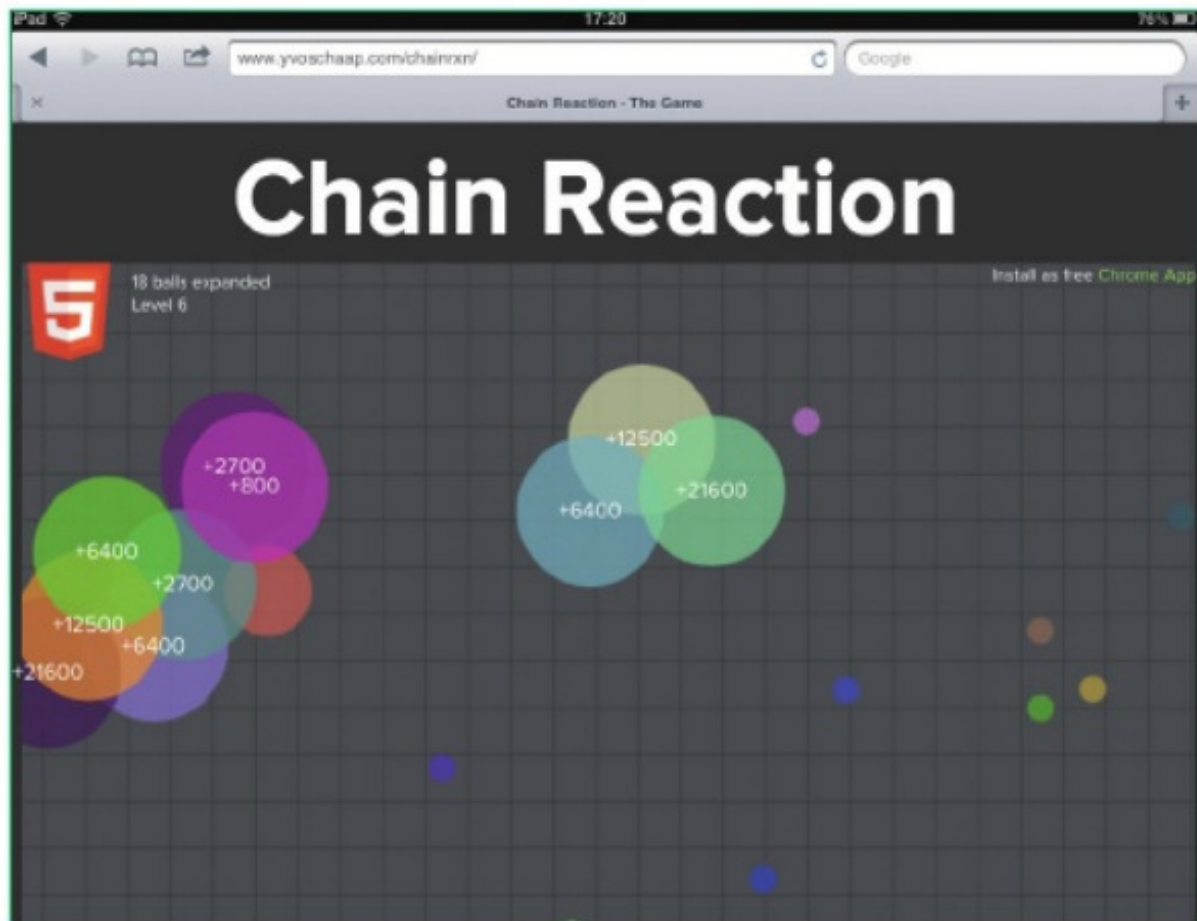 iPad 17:20 76%
www.yvoschaap.com/chainrxn/ Google
Chain Reaction - The Game
Chain Reaction
5
18 balls expanded
Install as free Chrome App
Level 6
+12500
+2700
+800
+21600
+6400
+6400
+2700
+12500
+6400
+21600